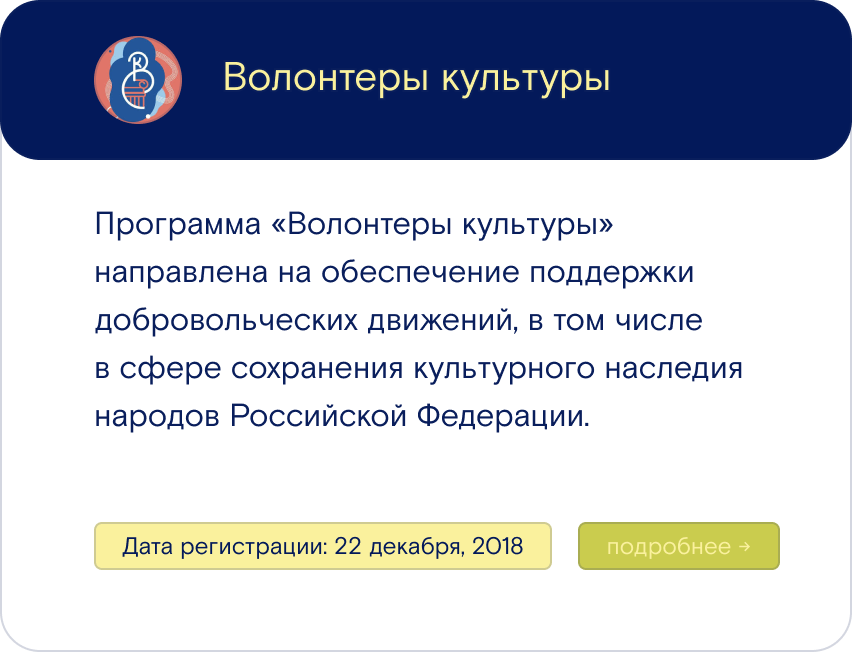 Волонтеры культуры
Программа «Волонтеры культуры»
направлена на обеспечение поддержки
добровольческих движений, в том числе
в сфере сохранения культурного наследия
народов Российской Федерации.
Дата регистрации: 22 декабря, 2018
подробнее →